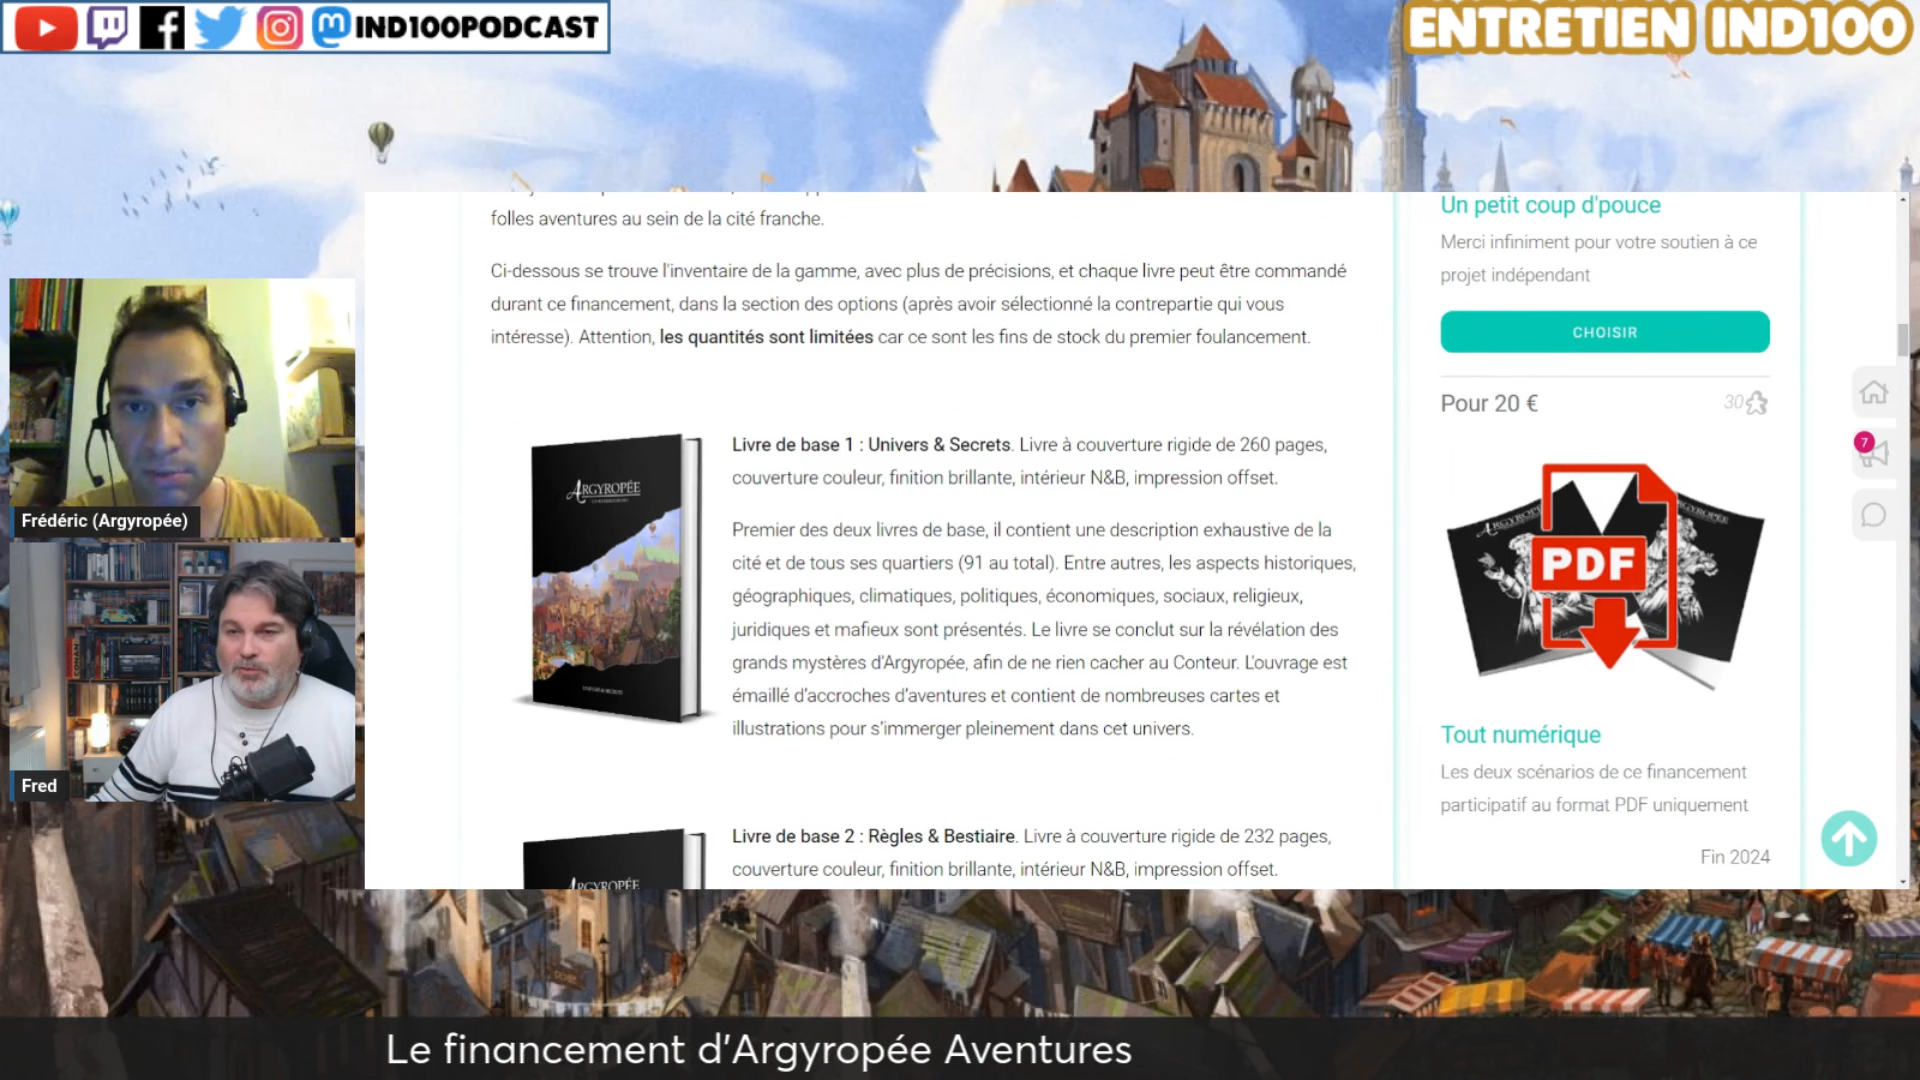 IND100PODCAST
ENTRETIEN IND100
folles aventures au sein de la cité franche.
Ci-dessous se trouve l'inventaire de la gamme, avec plus de précisions, et chaque livre peut être commandé
durant ce financement, dans la section des options (après avoir sélectionné la contrepartie qui vous
intéresse). Attention, les quantités sont limitées car ce sont les fins de stock du premier foulancement.
ARGYROPÉE
Livre de base 1 : Univers & Secrets. Livre à couverture rigide de 260 pages,
couverture couleur, finition brillante, intérieur N&B, impression offset.
Premier des deux livres de base, il contient une description exhaustive de la
cité et de tous ses quartiers (91 au total). Entre autres, les aspects historiques,
géographiques, climatiques, politiques, économiques, sociaux, religieux,
juridiques et mafieux sont présentés. Le livre se conclut sur la révélation des
grands mystères d'Argyropée, afin de ne rien cacher au Conteur. L'ouvrage est
émaillé d'accroches d'aventures et contient de nombreuses cartes et
illustrations pour s'immerger pleinement dans cet univers.
ARGYROPÉE
Livre de base 2 : Règles & Bestiaire. Livre à couverture rigide de 232 pages,
couverture couleur, finition brillante, intérieur N&B, impression offset.
Un petit coup d'pouce
Merci infiniment pour votre soutien à ce
projet indépendant
CHOISIR
Pour 20 €
30
PDF
Tout numérique
Les deux scénarios de ce financement
participatif au format PDF uniquement
Fin 2024
7
Frédéric (Argyropée)
CONAN
Fred
Le financement d'Argyropée Aventures